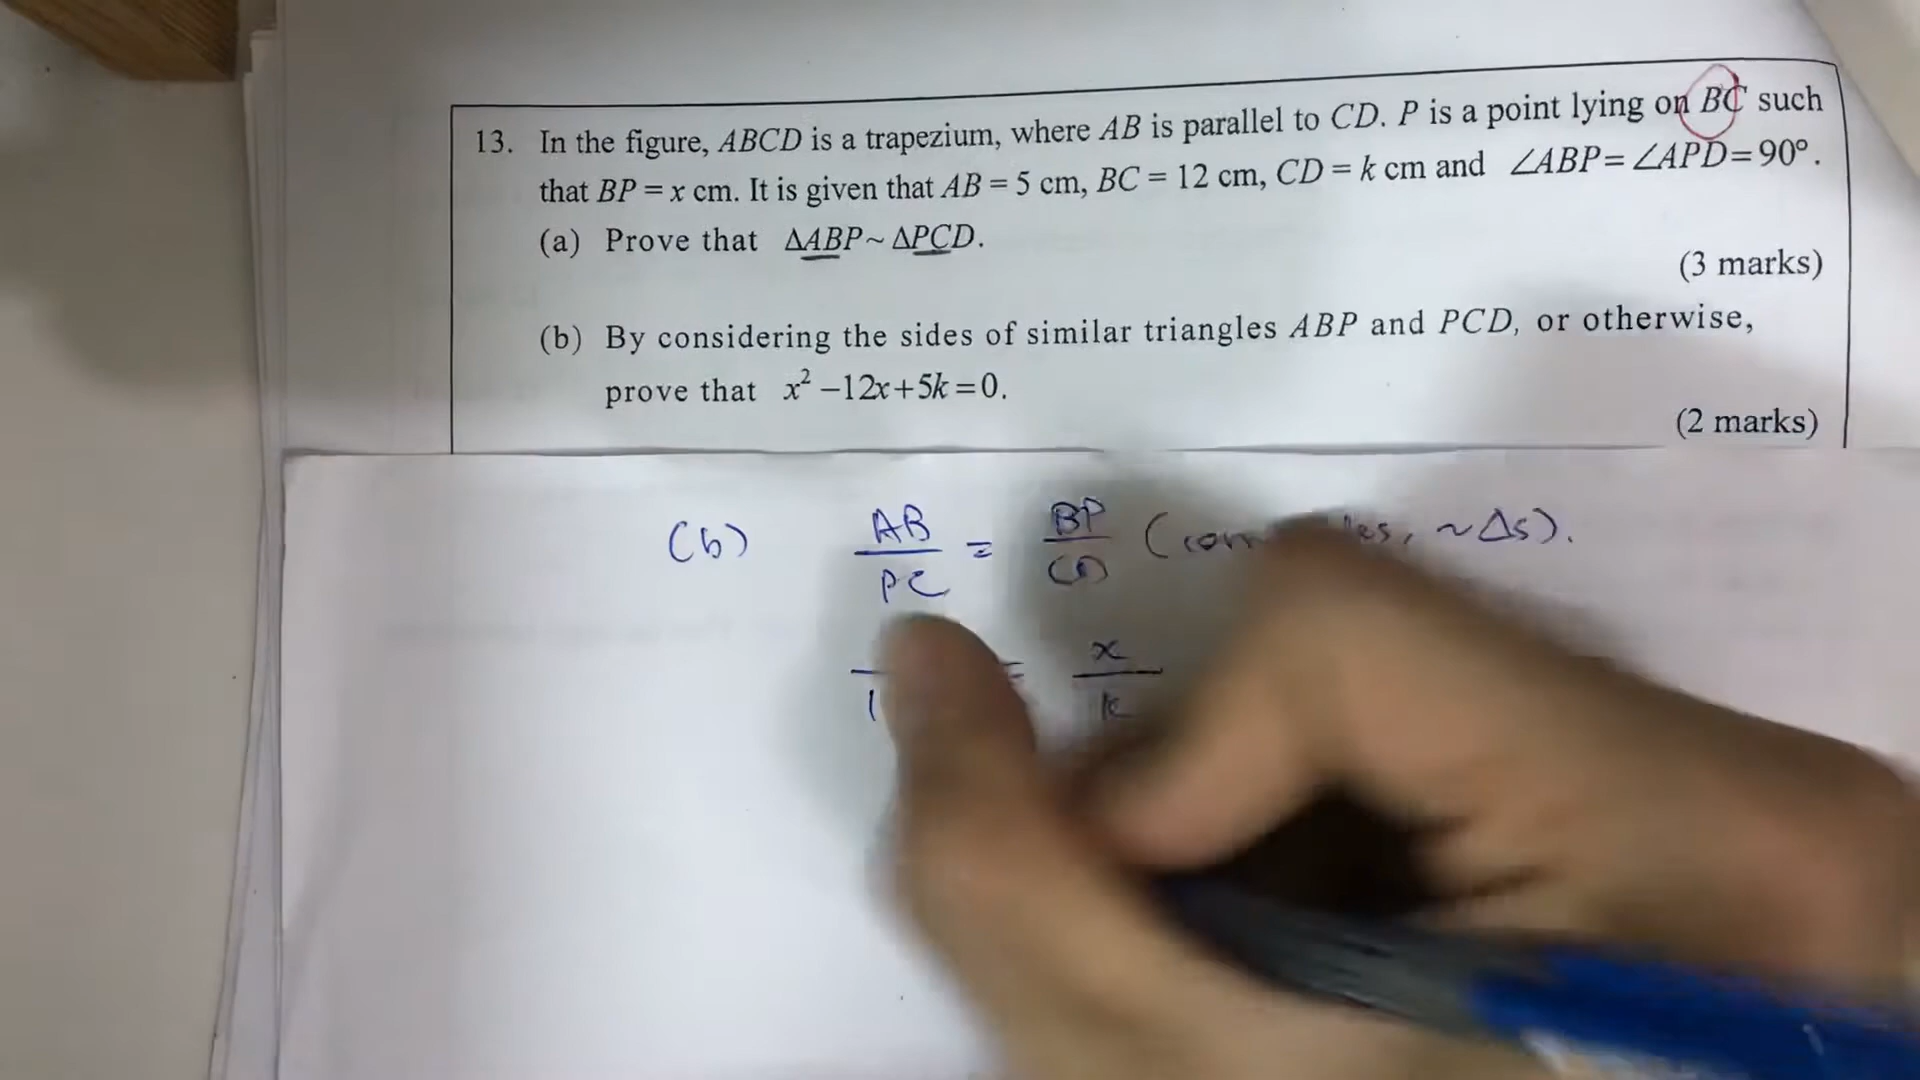 13. In the figure, ABCD is a trapezium, where AB is parallel to CD. P is a point lying on BC such
that BP = x cm. It is given that AB = 5 cm, BC = 12 cm, CD = k cm and ∠ABP = ∠APD = 90°.
(a) Prove that ΔABP ~ ΔPCD.
(3 marks)
(b) By considering the sides of similar triangles ABP and PCD, or otherwise,
prove that x² − 12x + 5k = 0.
(2 marks)
(b) AB/PC = BP/CD ( , ~Δs).
= x/k